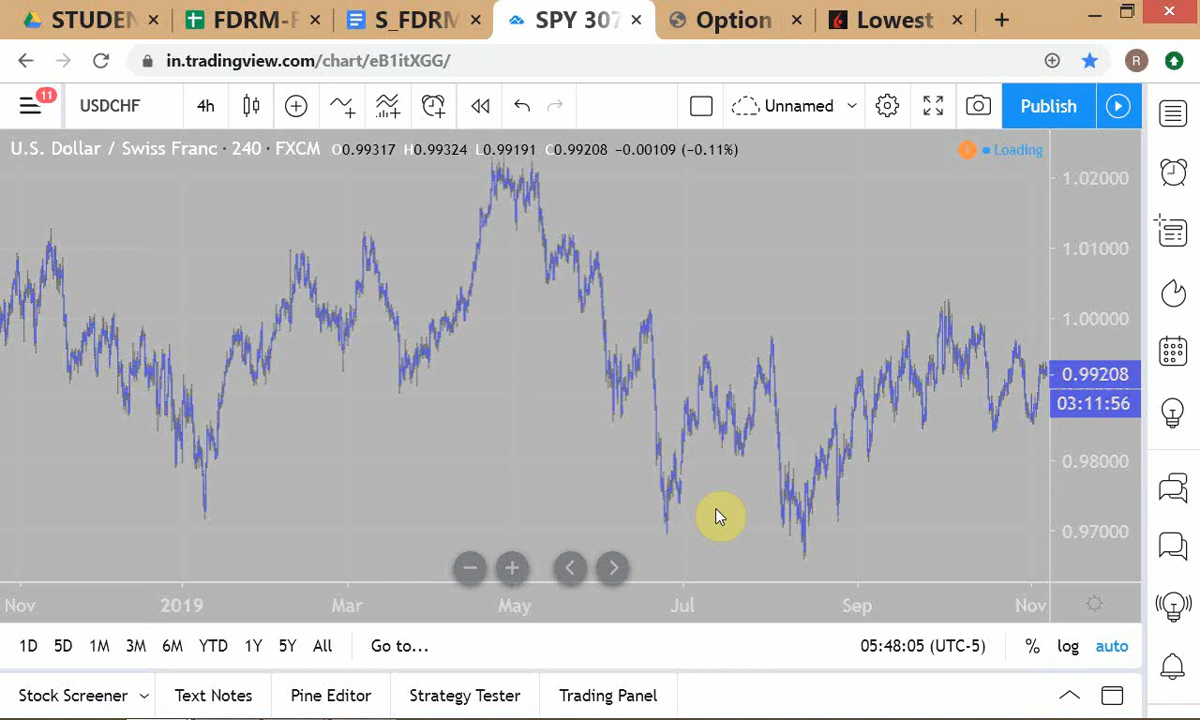 STUDEN FDRM-F S_FDRM SPY 307 Option Lowest
in.tradingview.com/chart/eB1itXGG/ R
11 USDCHF 4h Unnamed Publish
U.S. Dollar / Swiss Franc · 240 · FXCM O0.99317 H0.99324 L0.99191 C0.99208 −0.00109 (−0.11%) Loading
1.02000
1.01000
1.00000
0.99208
03:11:56
0.98000
0.97000
Nov 2019 Mar May Jul Sep Nov
1D 5D 1M 3M 6M YTD 1Y 5Y All Go to... 05:48:05 (UTC-5) % log auto
Stock Screener Text Notes Pine Editor Strategy Tester Trading Panel